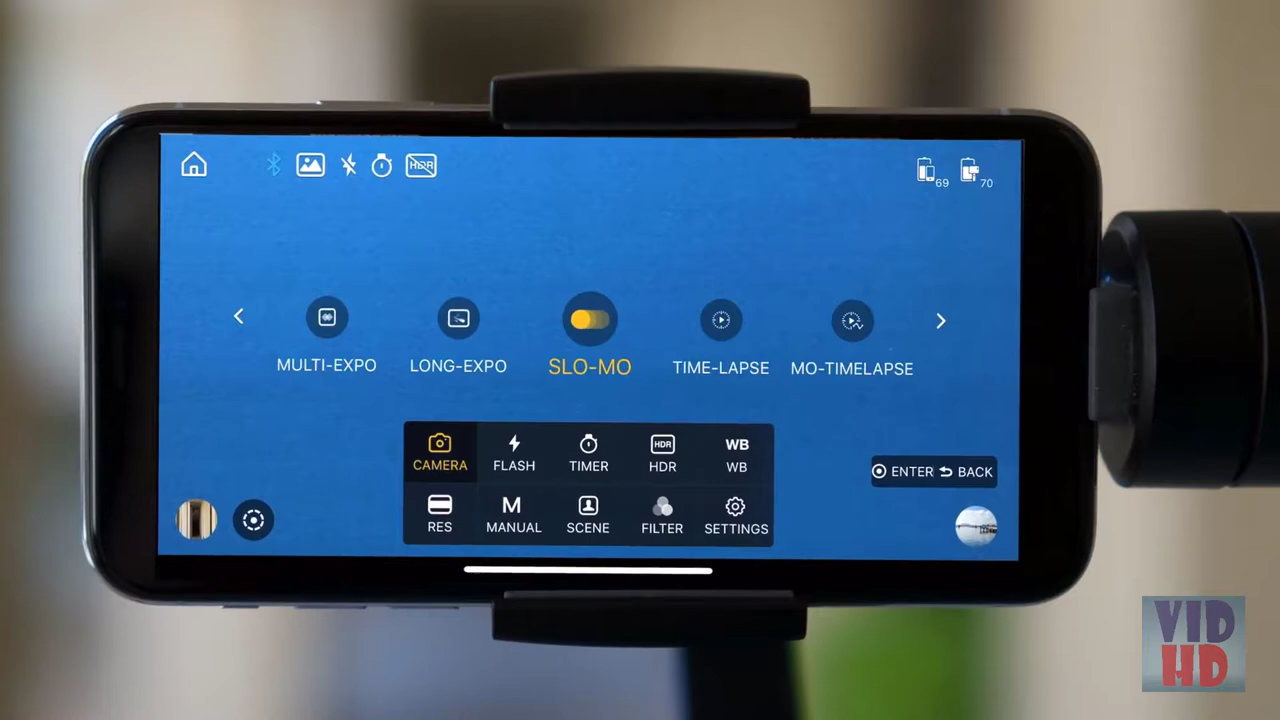 HDR
69
70
MULTI-EXPO
LONG-EXPO
SLO-MO
TIME-LAPSE
MO-TIMELAPSE
CAMERA
FLASH
TIMER
HDR
HDR
WB
WB
ENTER
BACK
RES
M
MANUAL
SCENE
FILTER
SETTINGS
VID
HD